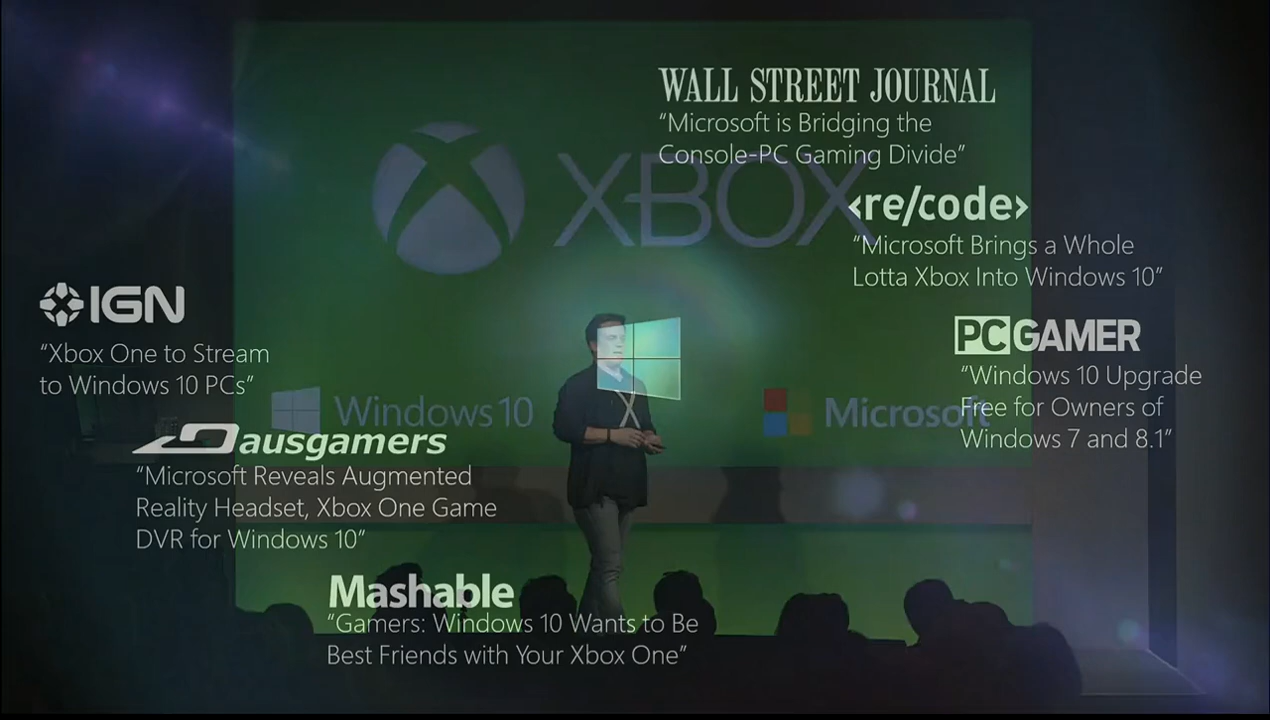 WALL STREET JOURNAL
“Microsoft is Bridging the
Console-PC Gaming Divide”
XBOX
<re/code>
“Microsoft Brings a Whole
Lotta Xbox Into Windows 10”
IGN
“Xbox One to Stream
to Windows 10 PCs”
PC GAMER
“Windows 10 Upgrade
Free for Owners of
Windows 7 and 8.1”
Windows 10
Microsoft
ausgamers
“Microsoft Reveals Augmented
Reality Headset, Xbox One Game
DVR for Windows 10”
Mashable
“Gamers: Windows 10 Wants to Be
Best Friends with Your Xbox One”